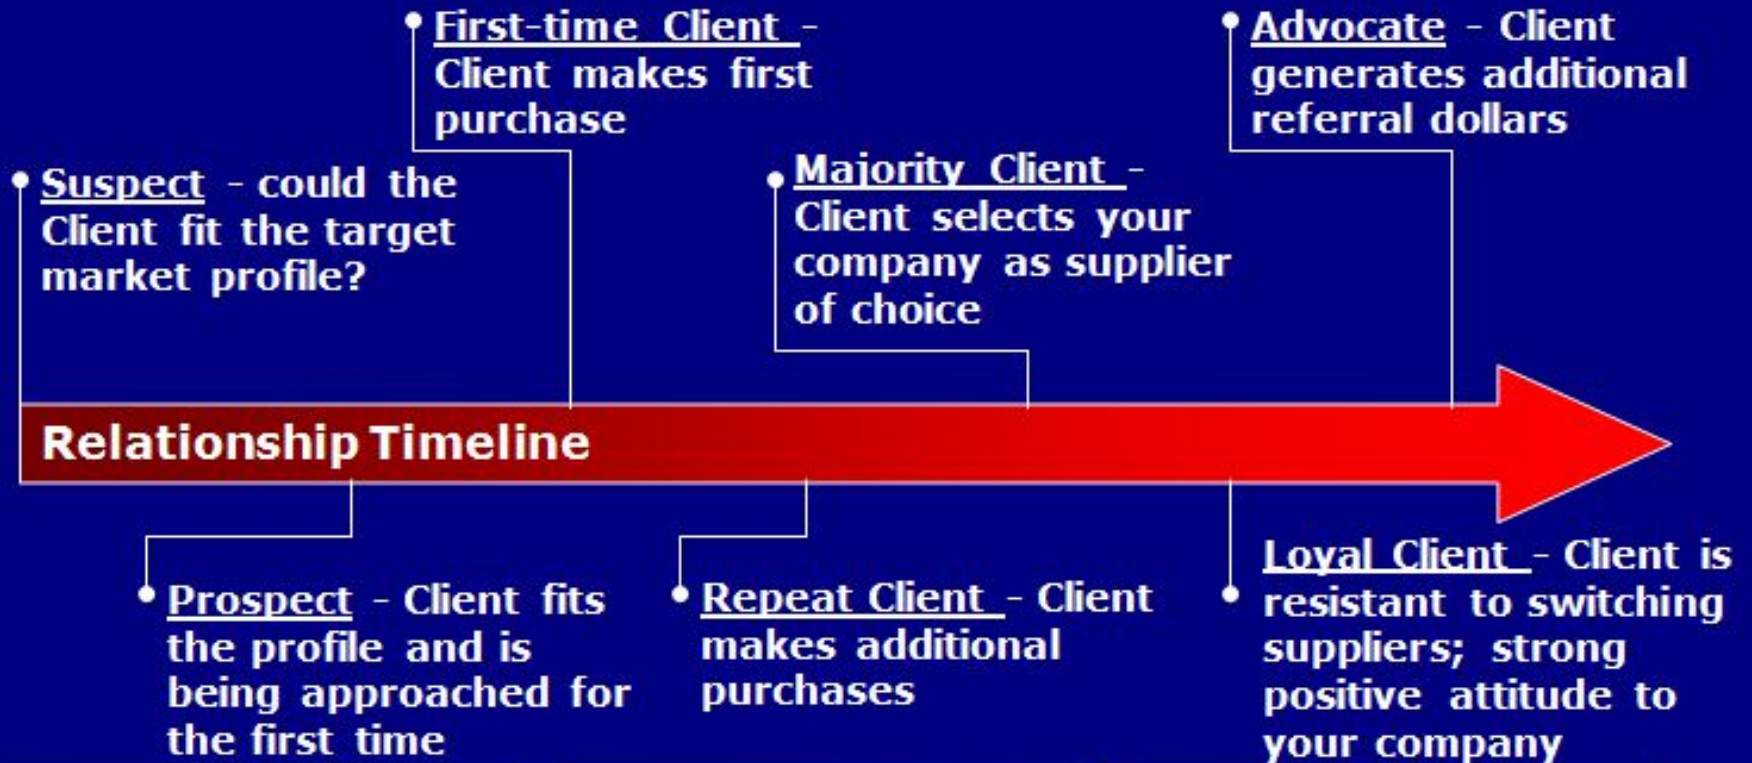 First-time Client -
Client makes first
purchase
Advocate - Client
generates additional
referral dollars
Suspect - could the
Client fit the target
market profile?
Majority Client -
Client selects your
company as supplier
of choice
Relationship Timeline
Prospect - Client fits
the profile and is
being approached for
the first time
Repeat Client - Client
makes additional
purchases
Loyal Client - Client is
resistant to switching
suppliers; strong
positive attitude to
your company